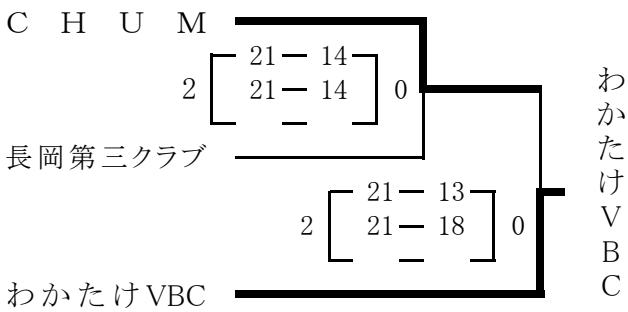 CHUM
21 — 14
2 21 — 14 0
—
長岡第三クラブ
21 — 13
2 21 — 18 0
—
わかたけVBC
わかたけVBC